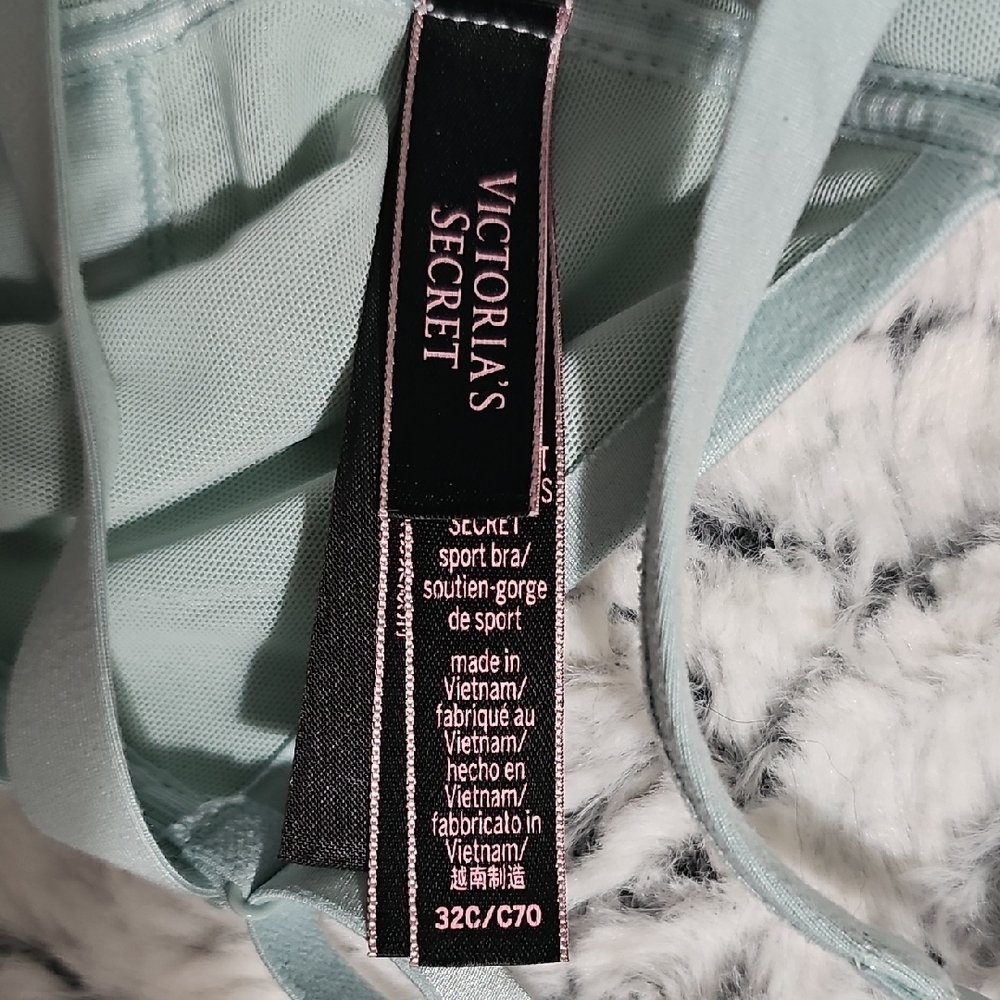 VICTORIA'S
SECRET
T
S
SECRET
sport bra/
soutien-gorge
de sport
made in
Vietnam/
fabriqué au
Vietnam/
hecho en
Vietnam/
fabbricato in
Vietnam/
越南制造
32C/C70